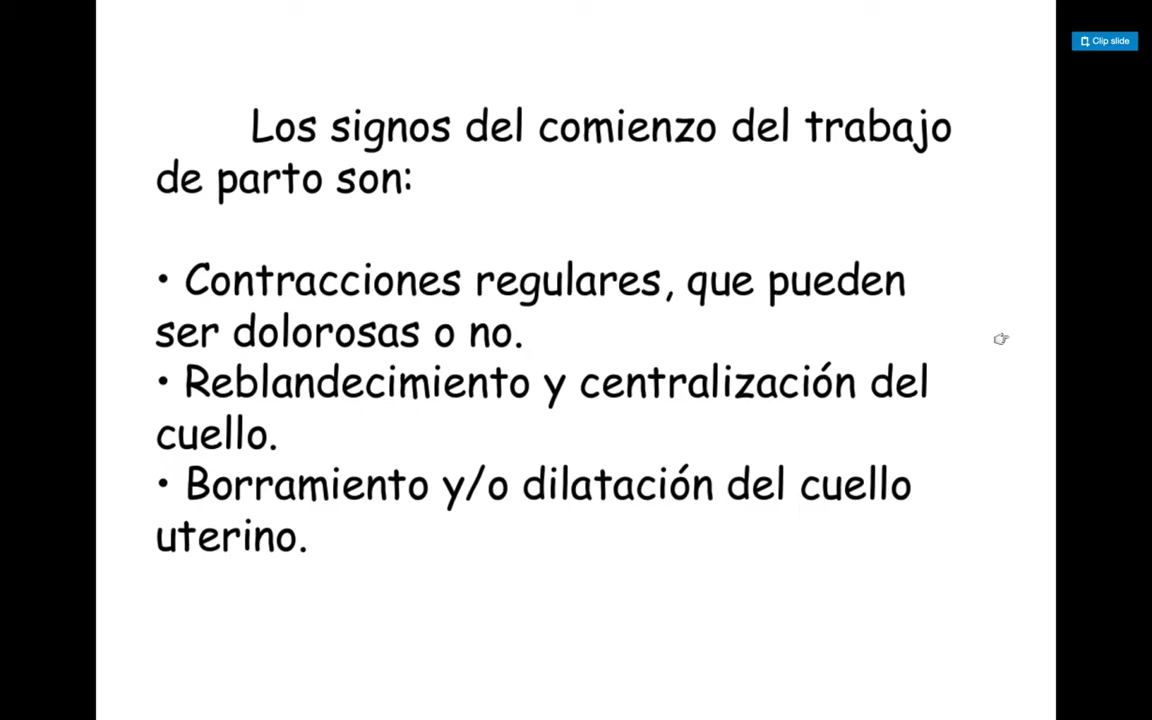 Clip slide
Los signos del comienzo del trabajo
de parto son:
• Contracciones regulares, que pueden
ser dolorosas o no.
• Reblandecimiento y centralización del
cuello.
• Borramiento y/o dilatación del cuello
uterino.